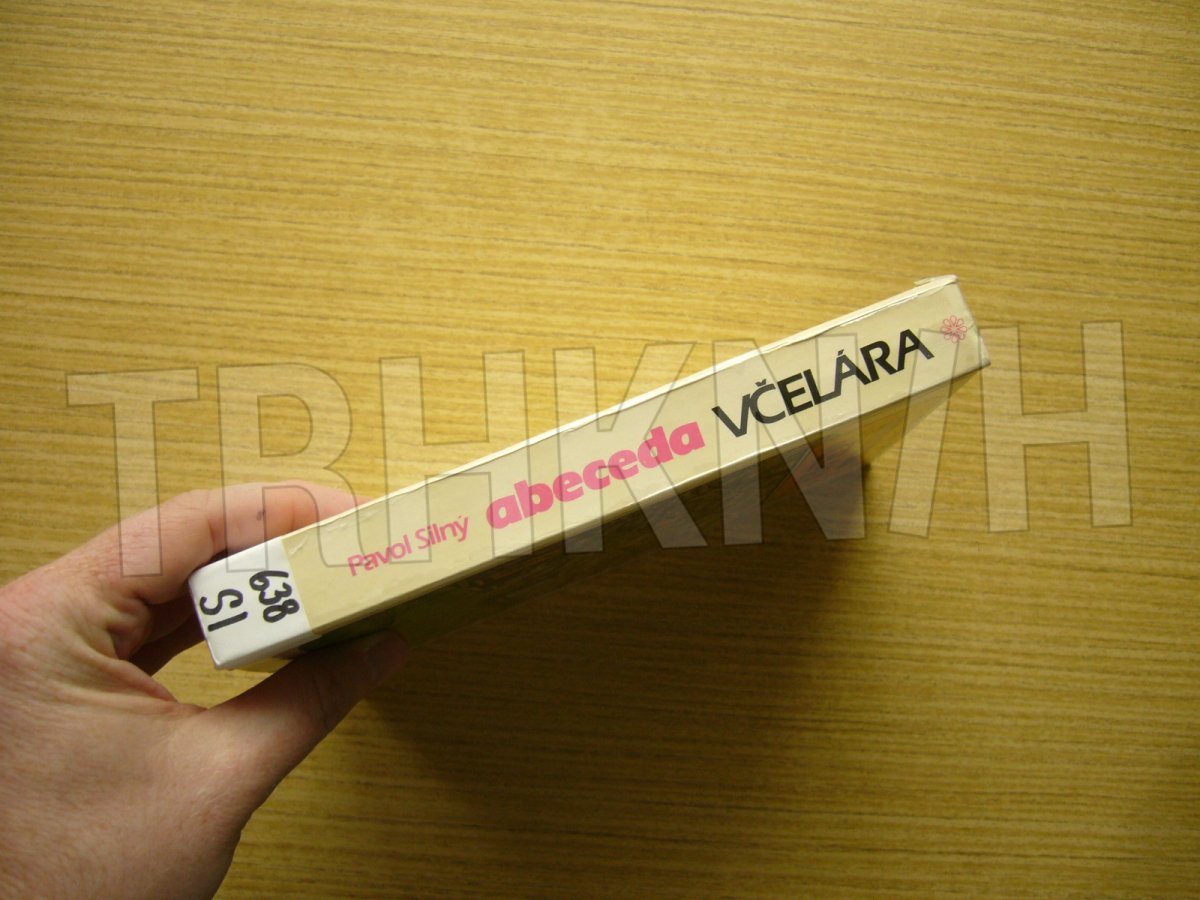 Pavol Silný abeceda VČELÁRA
638
SI
TRHKNIH